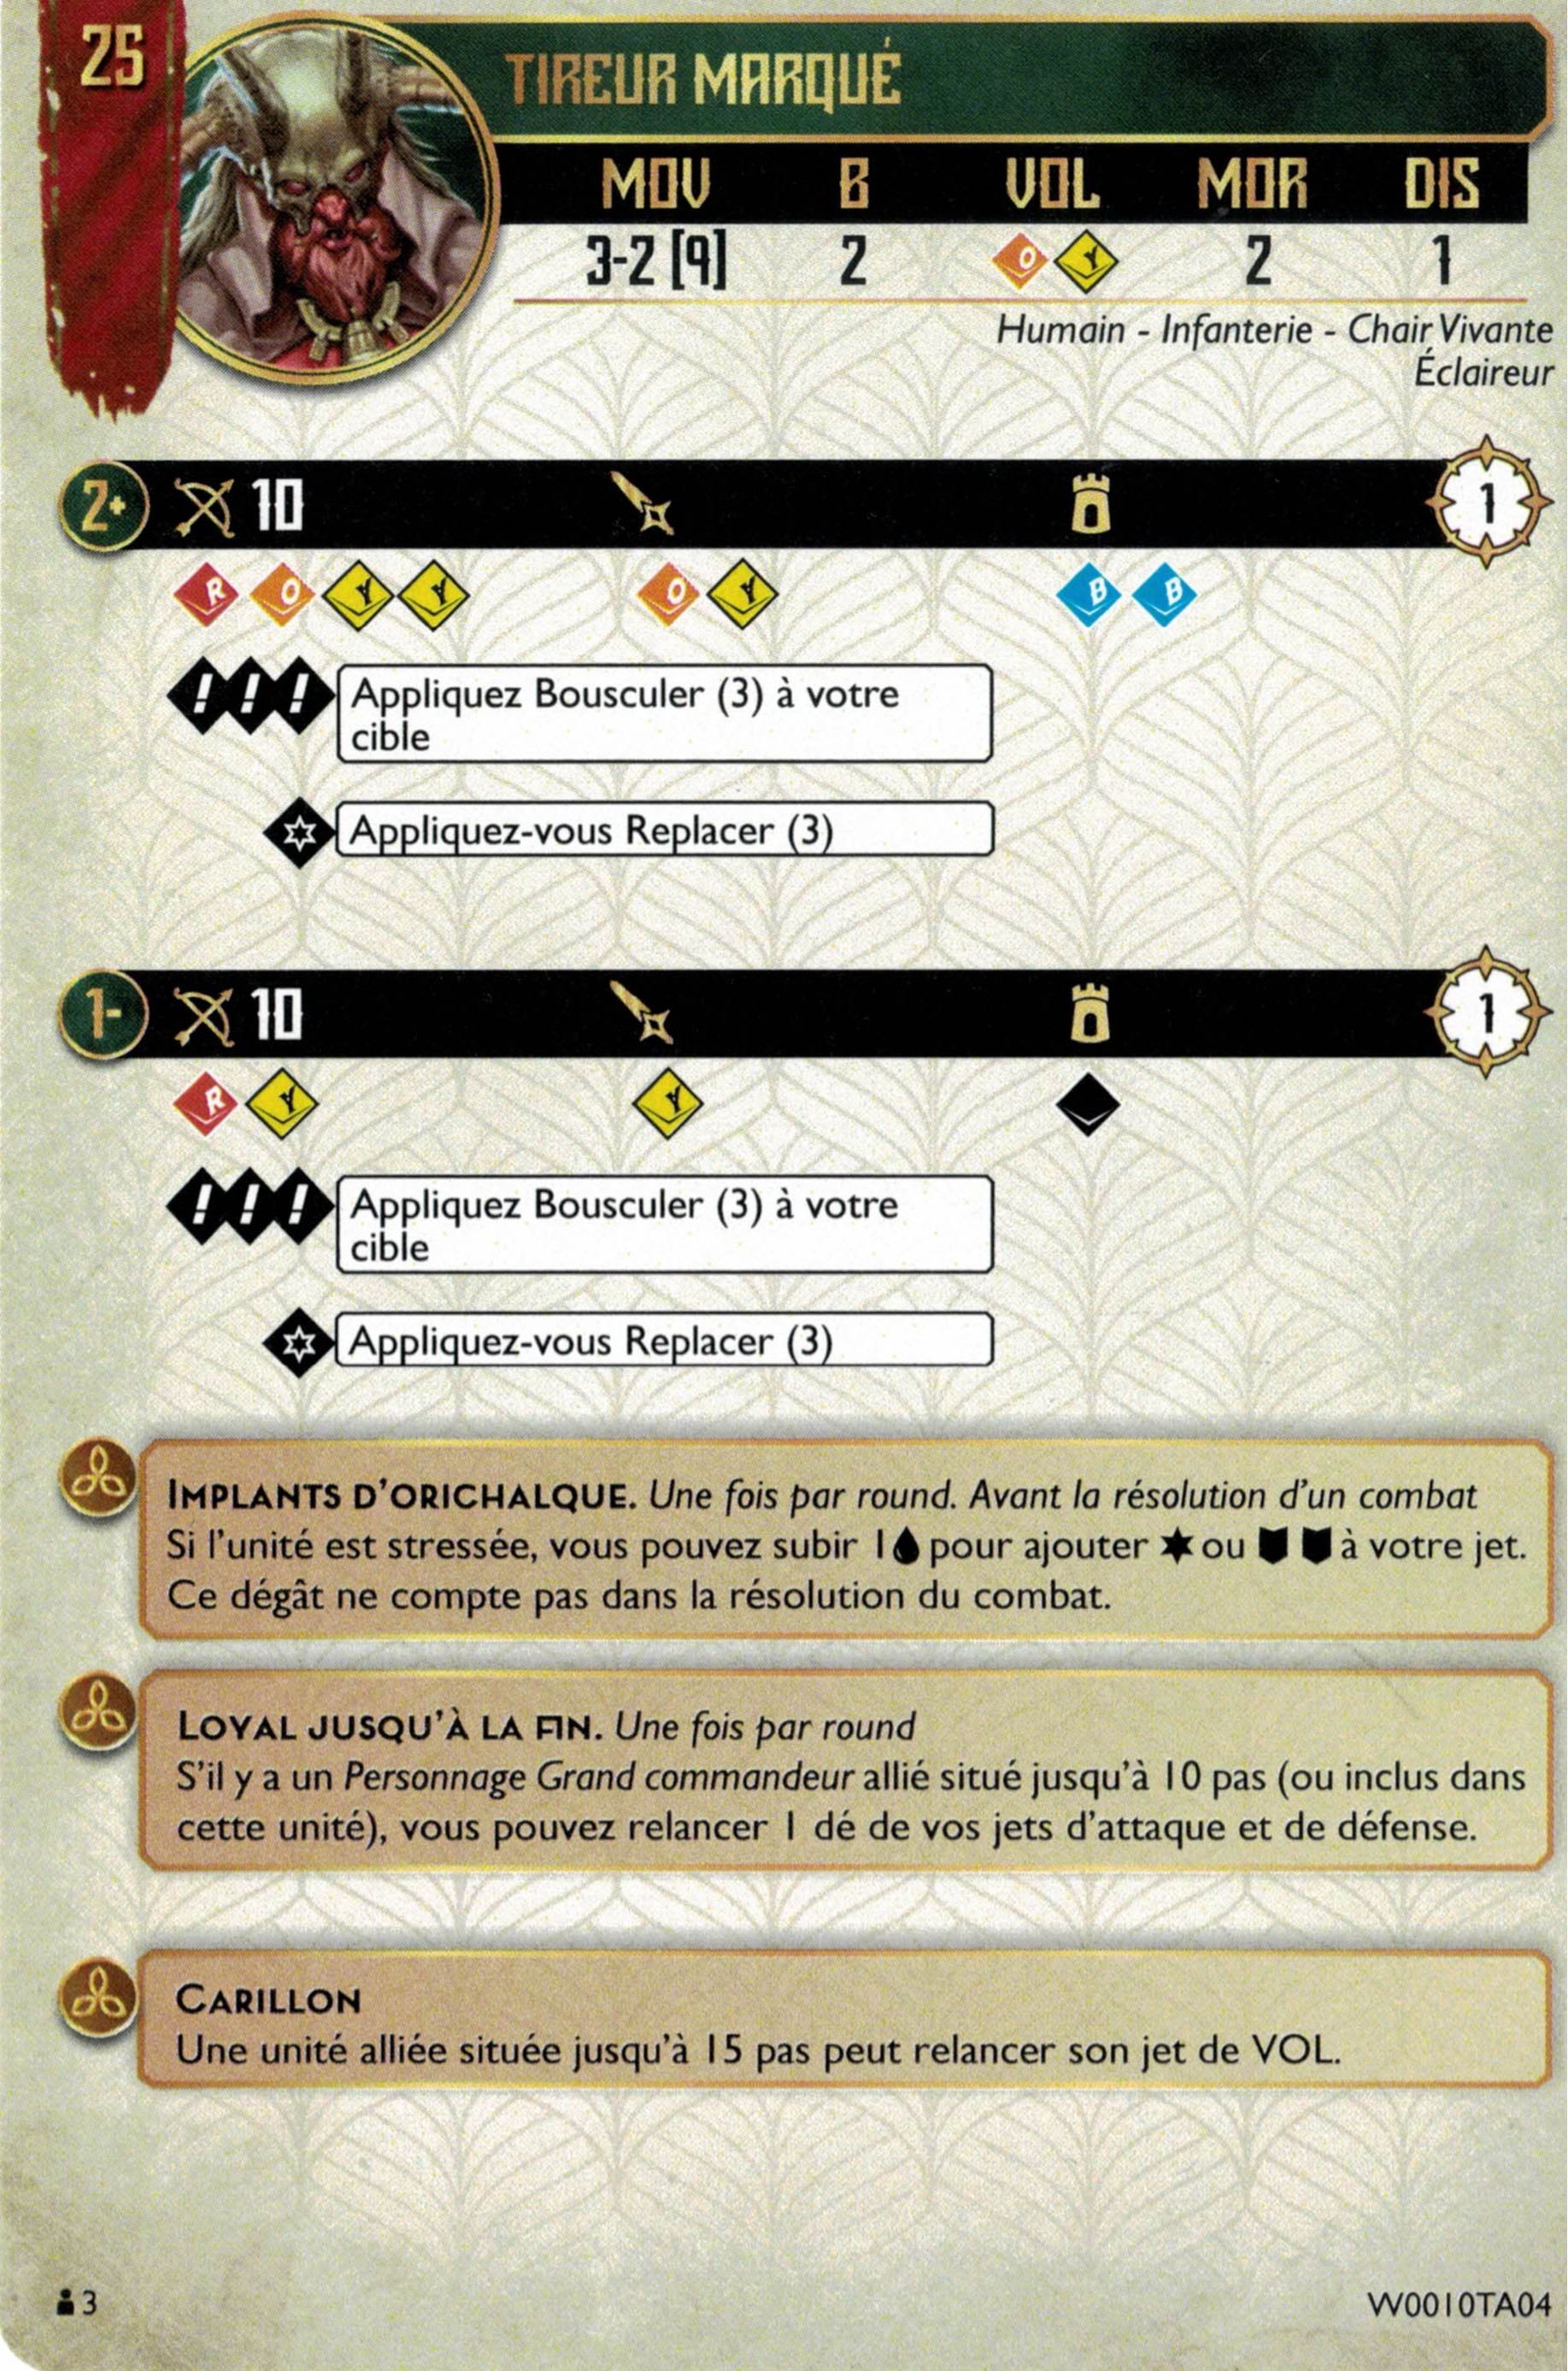 25
TIREUR MARQUÉ
MOV B VOL MOR DIS
3-2 [9] 2 O Y 2 1
Humain - Infanterie - Chair Vivante
Éclaireur
2+ 10 1
R O Y Y O Y B B
! ! ! Appliquez Bousculer (3) à votre
cible
Appliquez-vous Replacer (3)
1- 10 1
R Y Y
! ! ! Appliquez Bousculer (3) à votre
cible
Appliquez-vous Replacer (3)
IMPLANTS D'ORICHALQUE. Une fois par round. Avant la résolution d'un combat
Si l'unité est stressée, vous pouvez subir 1 pour ajouter ou à votre jet.
Ce dégât ne compte pas dans la résolution du combat.
LOYAL JUSQU'À LA FIN. Une fois par round
S'il y a un Personnage Grand commandeur allié situé jusqu'à 10 pas (ou inclus dans
cette unité), vous pouvez relancer 1 dé de vos jets d'attaque et de défense.
CARILLON
Une unité alliée située jusqu'à 15 pas peut relancer son jet de VOL.
3
W0010TA04